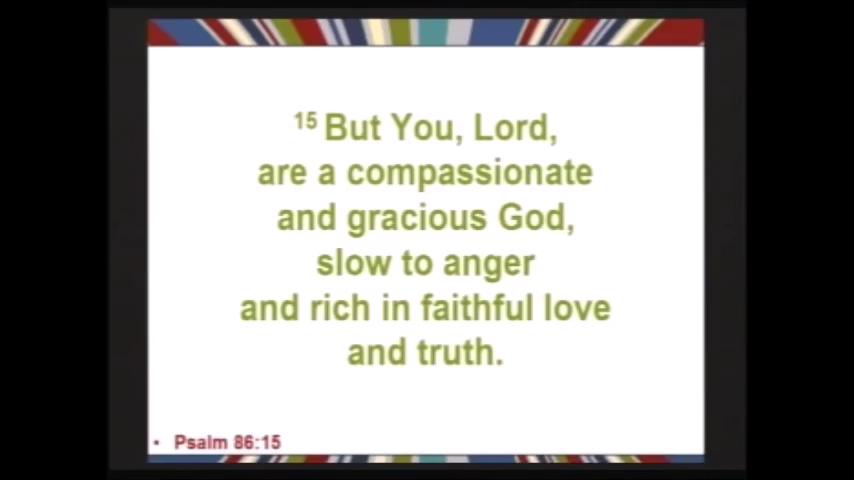 15 But You, Lord,
are a compassionate
and gracious God,
slow to anger
and rich in faithful love
and truth.
• Psalm 86:15